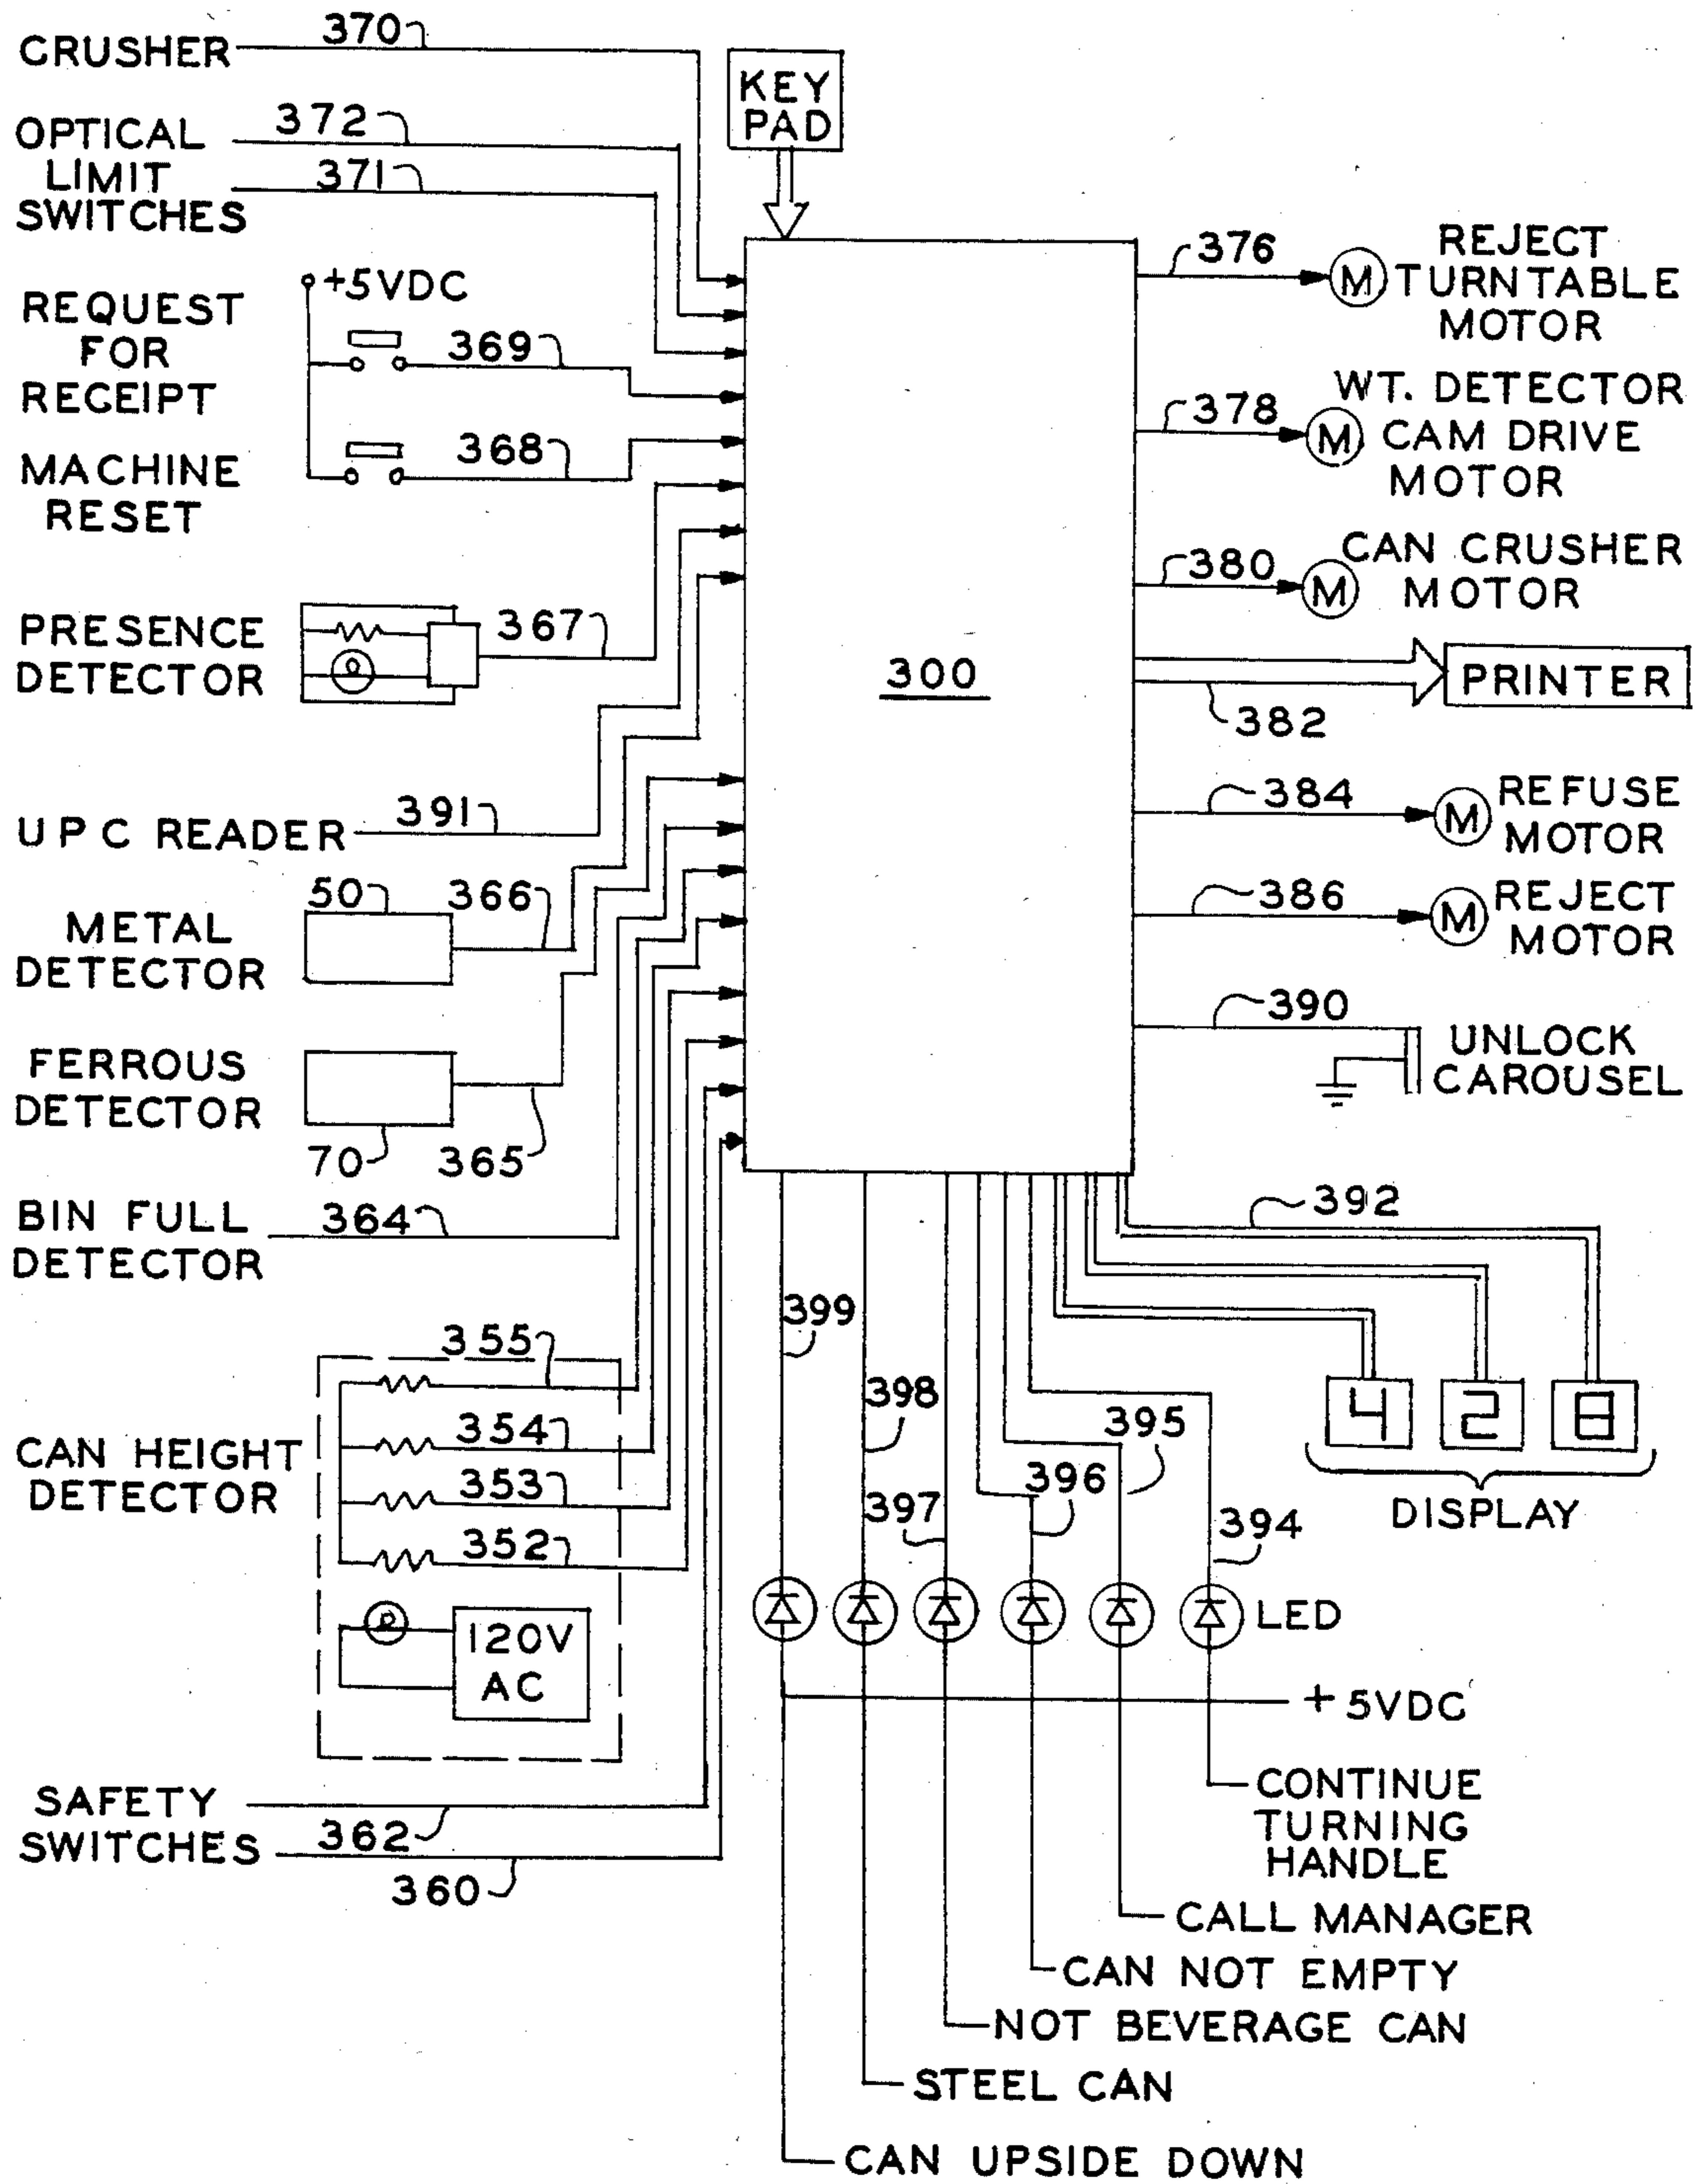 CRUSHER
370
OPTICAL
LIMIT
SWITCHES
372
371
KEY
PAD
+5VDC
REQUEST
FOR
RECEIPT
369
MACHINE
RESET
368
PRESENCE
DETECTOR
367
UPC READER
391
METAL
DETECTOR
50
366
FERROUS
DETECTOR
70
365
BIN FULL
DETECTOR
364
CAN HEIGHT
DETECTOR
355
354
353
352
120V
AC
SAFETY
SWITCHES
362
360
300
376
M
REJECT
TURNTABLE
MOTOR
378
M
WT. DETECTOR
CAM DRIVE
MOTOR
380
M
CAN CRUSHER
MOTOR
382
PRINTER
384
M
REFUSE
MOTOR
386
M
REJECT
MOTOR
390
UNLOCK
CAROUSEL
392
4 2 8
DISPLAY
399
398
397
396
395
394
LED
+5VDC
CONTINUE
TURNING
HANDLE
CALL MANAGER
CAN NOT EMPTY
NOT BEVERAGE CAN
STEEL CAN
CAN UPSIDE DOWN